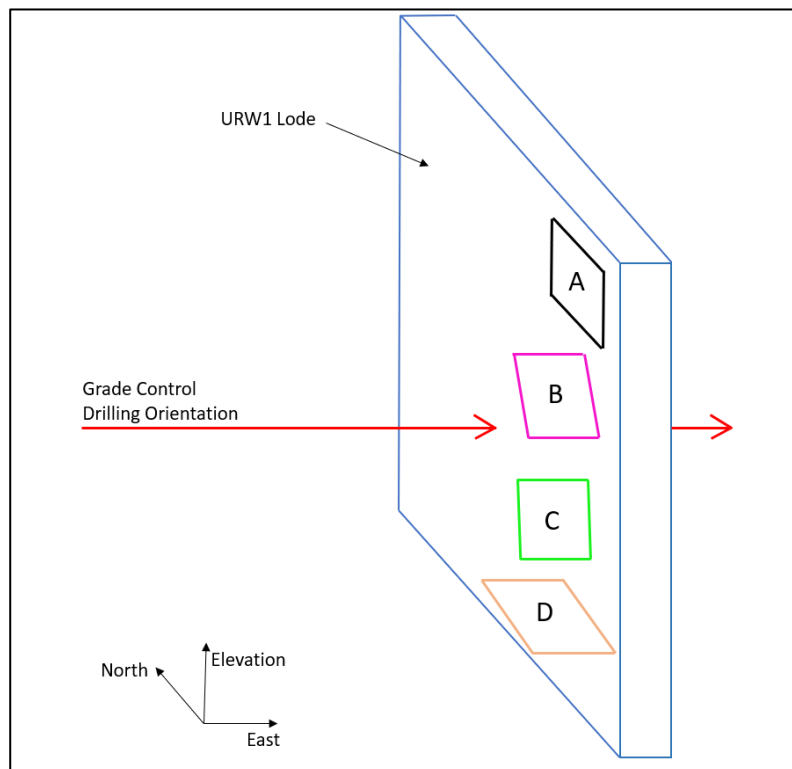 URW1 Lode
A
B
Grade Control
Drilling Orientation
C
D
North
Elevation
East